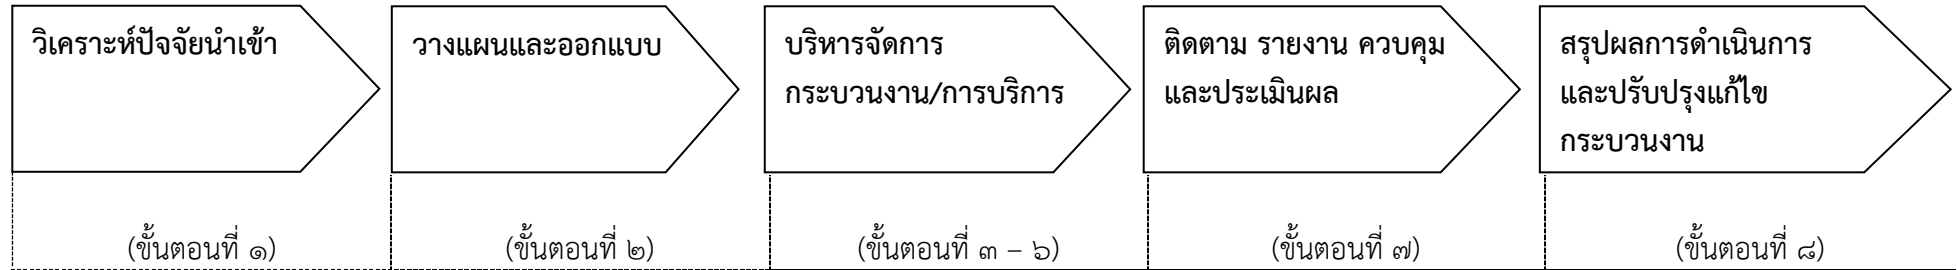 วิเคราะห์ปัจจัยนำเข้า
วางแผนและออกแบบ
บริหารจัดการ
กระบวนงาน/การบริการ
ติดตาม รายงาน ควบคุม
และประเมินผล
สรุปผลการดำเนินการ
และปรับปรุงแก้ไข
กระบวนงาน
(ขั้นตอนที่ ๑)
(ขั้นตอนที่ ๒)
(ขั้นตอนที่ ๓ – ๖)
(ขั้นตอนที่ ๗)
(ขั้นตอนที่ ๘)